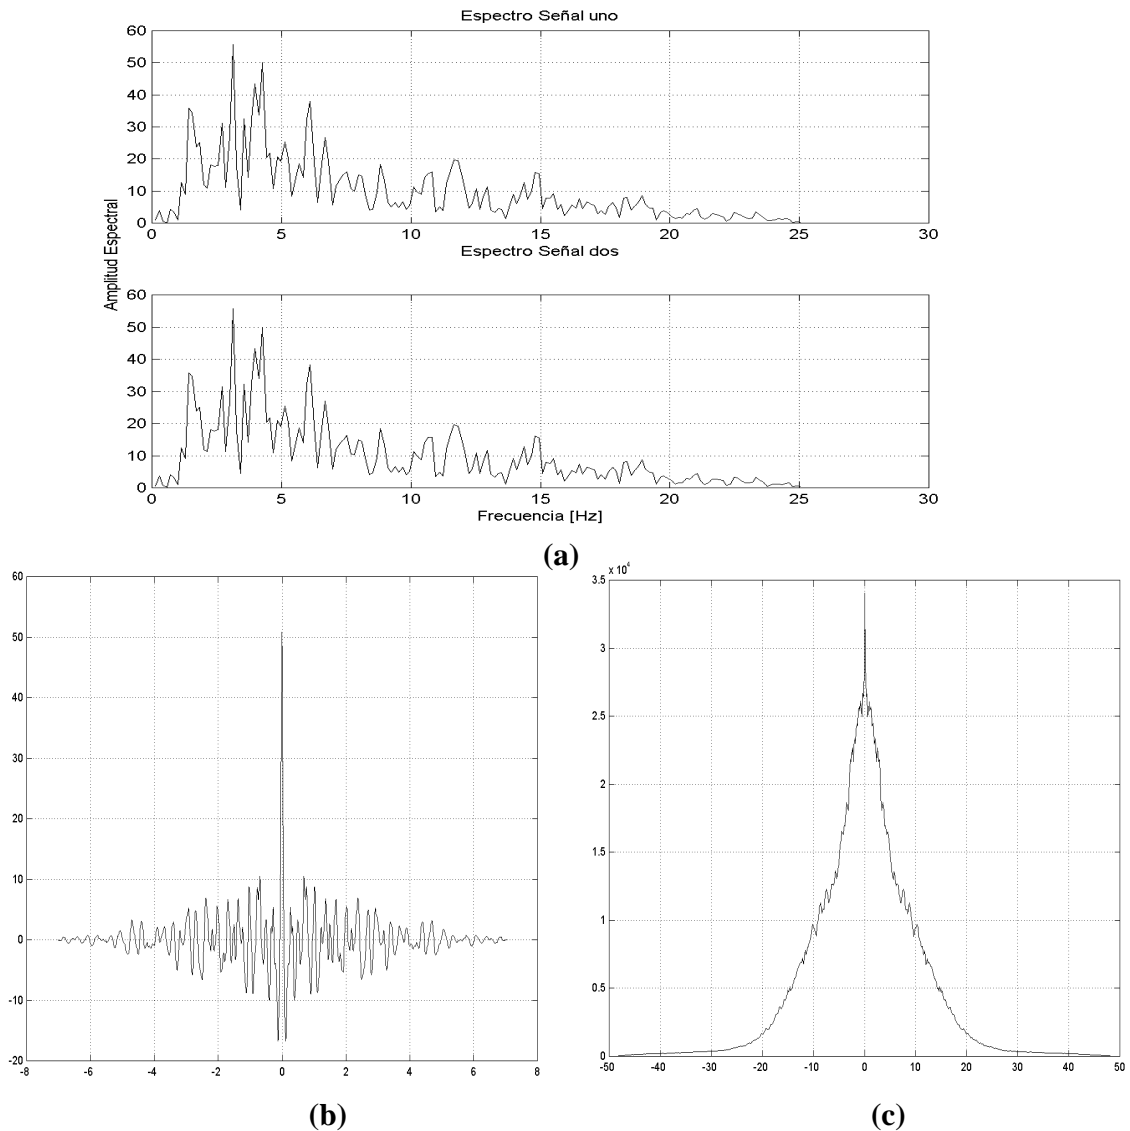 Espectro Señal uno
60
50
40
30
20
10
0
0 5 10 15 20 25 30
Amplitud Espectral
Espectro Señal dos
60
50
40
30
20
10
0
0 5 10 15 20 25 30
Frecuencia [Hz]
(a)
60
50
40
30
20
10
0
-10
-20
-8 -6 -4 -2 0 2 4 6 8
(b)
x 10⁴
3.5
3
2.5
2
1.5
1
0.5
0
-50 -40 -30 -20 -10 0 10 20 30 40 50
(c)